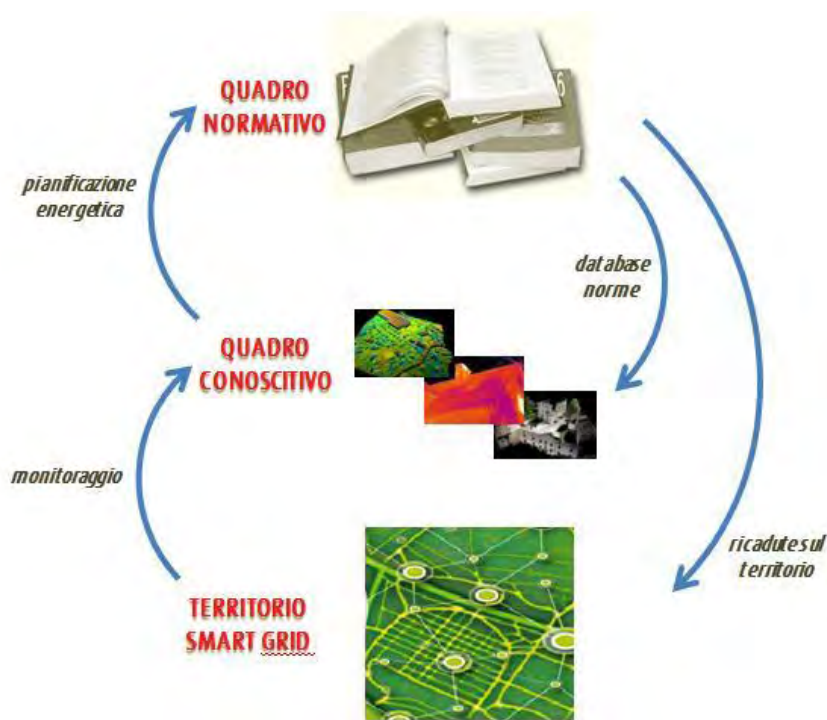 QUADRO
NORMATIVO
pianificazione
energetica
database
norme
QUADRO
CONOSCITIVO
monitoraggio
ricadute sul
territorio
TERRITORIO
SMART GRID